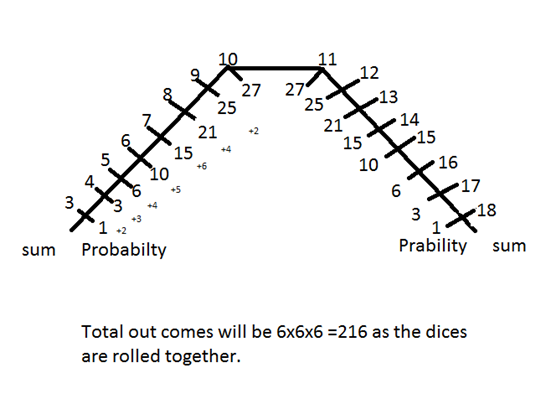 10 11
9 12
8 27 27 13
7 25 25 14
6 21 +2 21 15
5 15 +4 15 16
4 10 +6 10 17
3 6 +5 6 18
3 +4 3
1 +3 1
+2
sum Probabilty Prability sum
Total out comes will be 6x6x6 =216 as the dices
are rolled together.